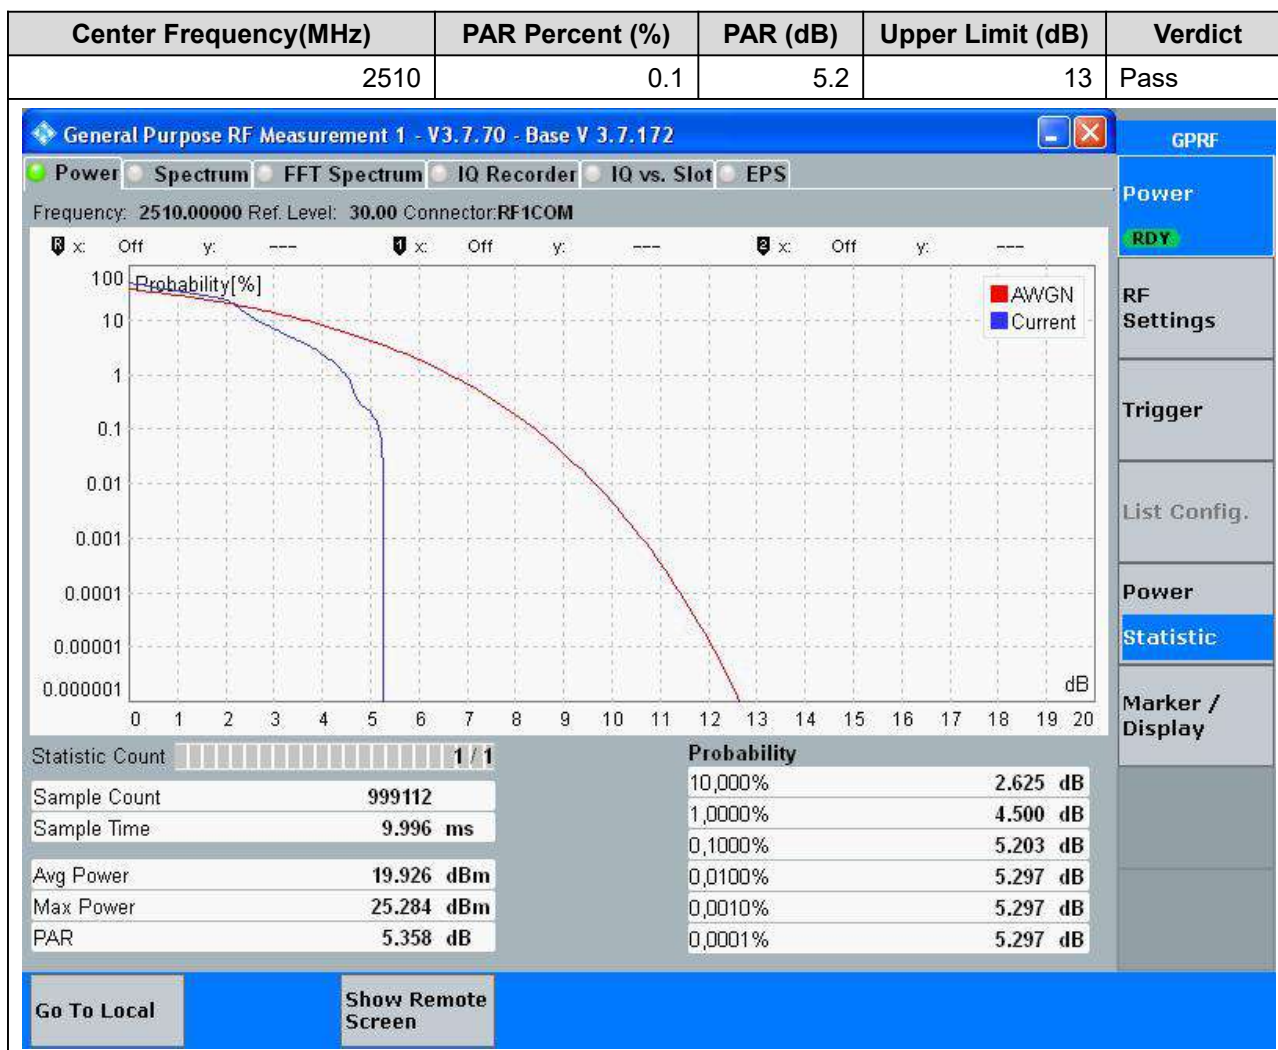 Center Frequency(MHz) PAR Percent (%) PAR (dB) Upper Limit (dB) Verdict
2510 0.1 5.2 13 Pass
General Purpose RF Measurement 1 - V3.7.70 - Base V 3.7.172
GPRF
Power Spectrum FFT Spectrum IQ Recorder IQ vs. Slot EPS
Frequency: 2510.00000 Ref. Level: 30.00 Connector:RF1COM
R x: Off y: --- 1 x: Off y: --- 2 x: Off y: ---
Probability[%]
AWGN
Current
100
10
1
0.1
0.01
0.001
0.0001
0.00001
0.000001
dB
0 1 2 3 4 5 6 7 8 9 10 11 12 13 14 15 16 17 18 19 20
Statistic Count 1 / 1
Sample Count 999112
Sample Time 9.996 ms
Avg Power 19.926 dBm
Max Power 25.284 dBm
PAR 5.358 dB
Probability
10,000% 2.625 dB
1,0000% 4.500 dB
0,1000% 5.203 dB
0,0100% 5.297 dB
0,0010% 5.297 dB
0,0001% 5.297 dB
Power
RDY
RF
Settings
Trigger
List Config.
Power
Statistic
Marker /
Display
Go To Local
Show Remote
Screen